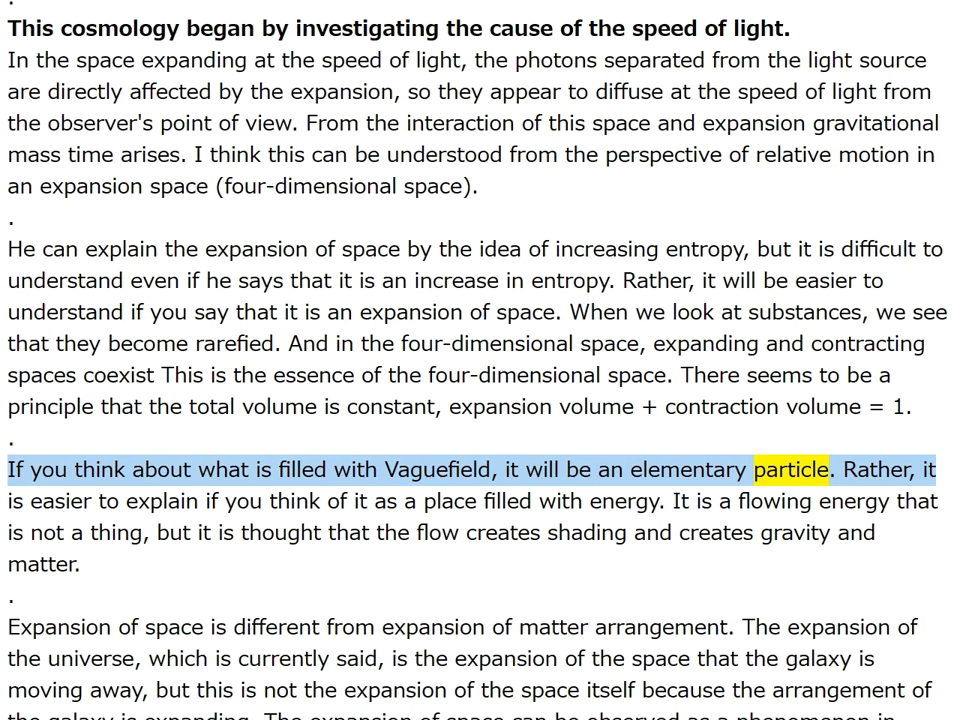 .
This cosmology began by investigating the cause of the speed of light.
In the space expanding at the speed of light, the photons separated from the light source
are directly affected by the expansion, so they appear to diffuse at the speed of light from
the observer's point of view. From the interaction of this space and expansion gravitational
mass time arises. I think this can be understood from the perspective of relative motion in
an expansion space (four-dimensional space).
.
He can explain the expansion of space by the idea of increasing entropy, but it is difficult to
understand even if he says that it is an increase in entropy. Rather, it will be easier to
understand if you say that it is an expansion of space. When we look at substances, we see
that they become rarefied. And in the four-dimensional space, expanding and contracting
spaces coexist This is the essence of the four-dimensional space. There seems to be a
principle that the total volume is constant, expansion volume + contraction volume = 1.
.
If you think about what is filled with Vaguefield, it will be an elementary particle. Rather, it
is easier to explain if you think of it as a place filled with energy. It is a flowing energy that
is not a thing, but it is thought that the flow creates shading and creates gravity and
matter.
.
Expansion of space is different from expansion of matter arrangement. The expansion of
the universe, which is currently said, is the expansion of the space that the galaxy is
moving away, but this is not the expansion of the space itself because the arrangement of
the galaxy is expanding. The expansion of space can be observed as a phenomenon in